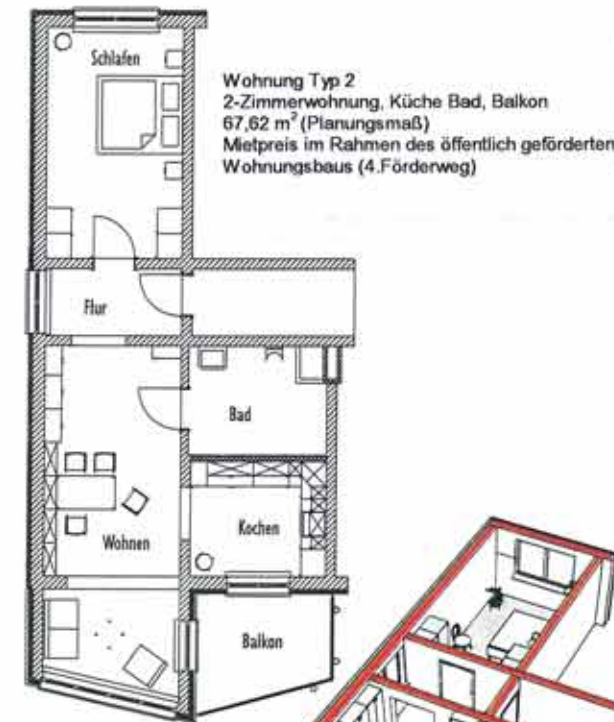 Schlafen
Wohnung Typ 2
2-Zimmerwohnung, Küche Bad, Balkon
67,62 m² (Planungsmaß)
Mietpreis im Rahmen des öffentlich geförderten
Wohnungsbaus (4.Förderweg)
Flur
Bad
Kochen
Wohnen
Balkon